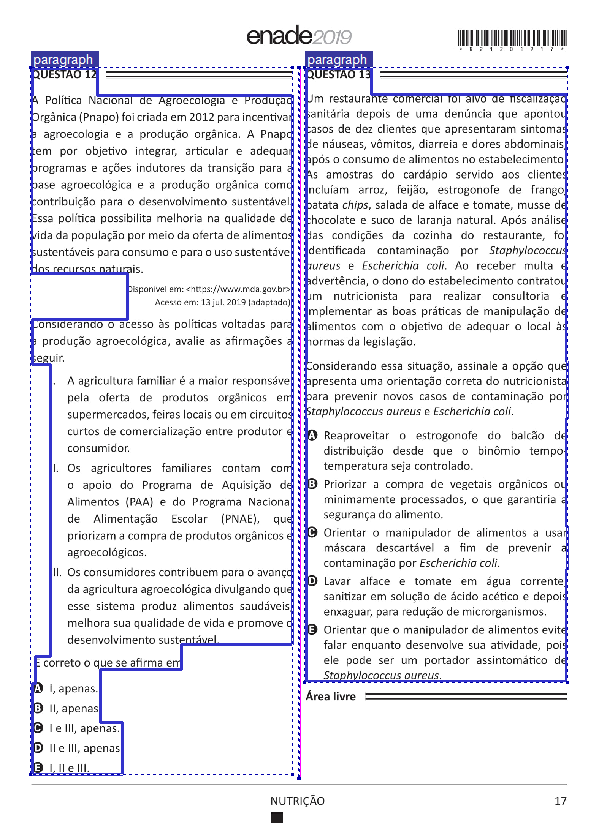 enade2019
paragraph
QUESTÃO 12
A Política Nacional de Agroecologia e Produção
Orgânica (Pnapo) foi criada em 2012 para incentivar
a agroecologia e a produção orgânica. A Pnapo
tem por objetivo integrar, articular e adequar
programas e ações indutores da transição para a
base agroecológica e a produção orgânica como
contribuição para o desenvolvimento sustentável.
Essa política possibilita melhoria na qualidade de
vida da população por meio da oferta de alimentos
sustentáveis para consumo e para o uso sustentável
dos recursos naturais.
Disponível em: <https://www.mda.gov.br>.
Acesso em: 13 jul. 2019 (adaptado).
Considerando o acesso às políticas voltadas para
a produção agroecológica, avalie as afirmações a
seguir.
I. A agricultura familiar é a maior responsável
pela oferta de produtos orgânicos em
supermercados, feiras locais ou em circuitos
curtos de comercialização entre produtor e
consumidor.
II. Os agricultores familiares contam com
o apoio do Programa de Aquisição de
Alimentos (PAA) e do Programa Nacional
de Alimentação Escolar (PNAE), que
priorizam a compra de produtos orgânicos e
agroecológicos.
III. Os consumidores contribuem para o avanço
da agricultura agroecológica divulgando que
esse sistema produz alimentos saudáveis,
melhora sua qualidade de vida e promove o
desenvolvimento sustentável.
É correto o que se afirma em
A I, apenas.
B II, apenas.
C I e III, apenas.
D II e III, apenas.
E I, II e III.
paragraph
QUESTÃO 13
Um restaurante comercial foi alvo de fiscalização
sanitária depois de uma denúncia que apontou
casos de dez clientes que apresentaram sintomas
de náuseas, vômitos, diarreia e dores abdominais,
após o consumo de alimentos no estabelecimento.
As amostras do cardápio servido aos clientes
incluíam arroz, feijão, estrogonofe de frango,
batata chips, salada de alface e tomate, musse de
chocolate e suco de laranja natural. Após análise
das condições da cozinha do restaurante, foi
identificada contaminação por Staphylococcus
aureus e Escherichia coli. Ao receber multa e
advertência, o dono do estabelecimento contratou
um nutricionista para realizar consultoria e
implementar as boas práticas de manipulação de
alimentos com o objetivo de adequar o local às
normas da legislação.
Considerando essa situação, assinale a opção que
apresenta uma orientação correta do nutricionista
para prevenir novos casos de contaminação por
Staphylococcus aureus e Escherichia coli.
A Reaproveitar o estrogonofe do balcão de
distribuição desde que o binômio tempo-
temperatura seja controlado.
B Priorizar a compra de vegetais orgânicos ou
minimamente processados, o que garantiria a
segurança do alimento.
C Orientar o manipulador de alimentos a usar
máscara descartável a fim de prevenir a
contaminação por Escherichia coli.
D Lavar alface e tomate em água corrente,
sanitizar em solução de ácido acético e depois
enxaguar, para redução de microrganismos.
E Orientar que o manipulador de alimentos evite
falar enquanto desenvolve sua atividade, pois
ele pode ser um portador assintomático de
Staphylococcus aureus.
Área livre
NUTRIÇÃO
17